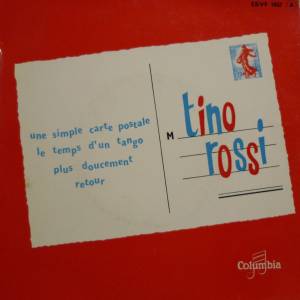 une simple carte postale
le temps d'un tango
plus doucement
retour
M
tino
rossi
Columbia